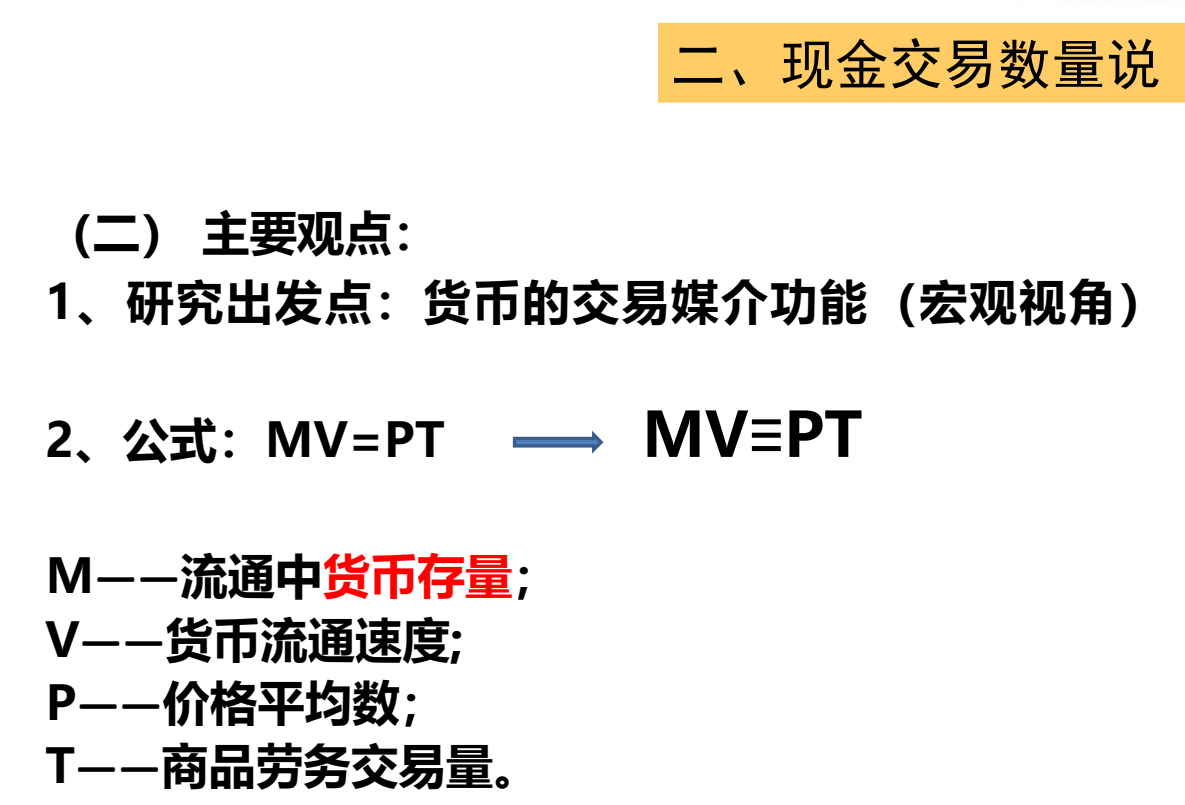 二、现金交易数量说
（二） 主要观点：
1、研究出发点：货币的交易媒介功能（宏观视角）
2、公式：MV=PT MV≡PT
M——流通中货币存量；
V——货币流通速度;
P——价格平均数；
T——商品劳务交易量。